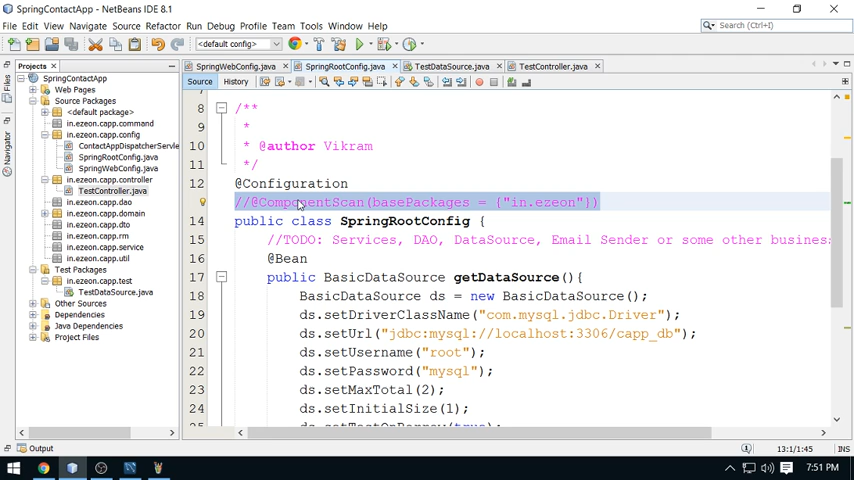 SpringContactApp - NetBeans IDE 8.1
File Edit View Navigate Source Refactor Run Debug Profile Team Tools Window Help
Search (Ctrl+I)
<default config>
Projects
SpringWebConfig.java
SpringRootConfig.java
TestDataSource.java
TestController.java
Files
Navigator
SpringContactApp
Web Pages
Source Packages
<default package>
in.ezeon.capp.command
in.ezeon.capp.config
ContactAppDispatcherServle
SpringRootConfig.java
SpringWebConfig.java
in.ezeon.capp.controller
TestController.java
in.ezeon.capp.dao
in.ezeon.capp.domain
in.ezeon.capp.dto
in.ezeon.capp.rm
in.ezeon.capp.service
in.ezeon.capp.util
Test Packages
in.ezeon.capp.test
TestDataSource.java
Other Sources
Dependencies
Java Dependencies
Project Files
Source History
8 /**
9 *
10 * @author Vikram
11 */
12 @Configuration
//@ComponentScan(basePackages = {"in.ezeon"})
14 public class SpringRootConfig {
15 //TODO: Services, DAO, DataSource, Email Sender or some other business
16 @Bean
17 public BasicDataSource getDataSource(){
18 BasicDataSource ds = new BasicDataSource();
19 ds.setDriverClassName("com.mysql.jdbc.Driver");
20 ds.setUrl("jdbc:mysql://localhost:3306/capp_db");
21 ds.setUsername("root");
22 ds.setPassword("mysql");
23 ds.setMaxTotal(2);
24 ds.setInitialSize(1);
25 ds.setTestOnBorrow(true);
Output
13:1/1:45
INS
7:51 PM